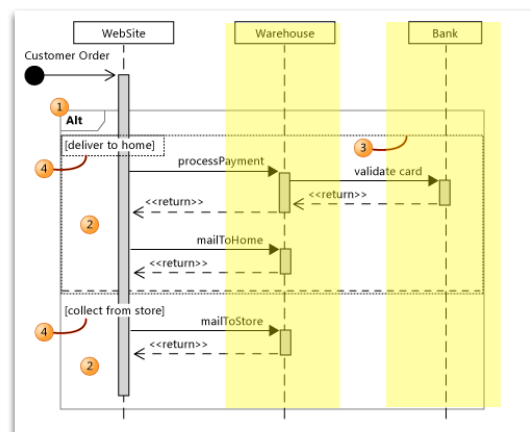 WebSite Warehouse Bank
Customer Order
1
Alt
[deliver to home]
3
4
processPayment
validate card
<<return>>
<<return>>
2
mailToHome
<<return>>
[collect from store]
4
mailToStore
<<return>>
2